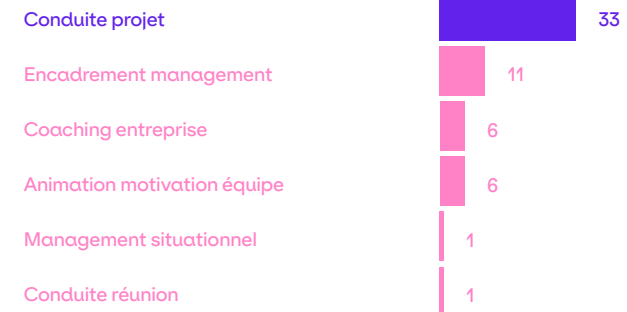 Conduite projet 33
Encadrement management 11
Coaching entreprise 6
Animation motivation équipe 6
Management situationnel 1
Conduite réunion 1